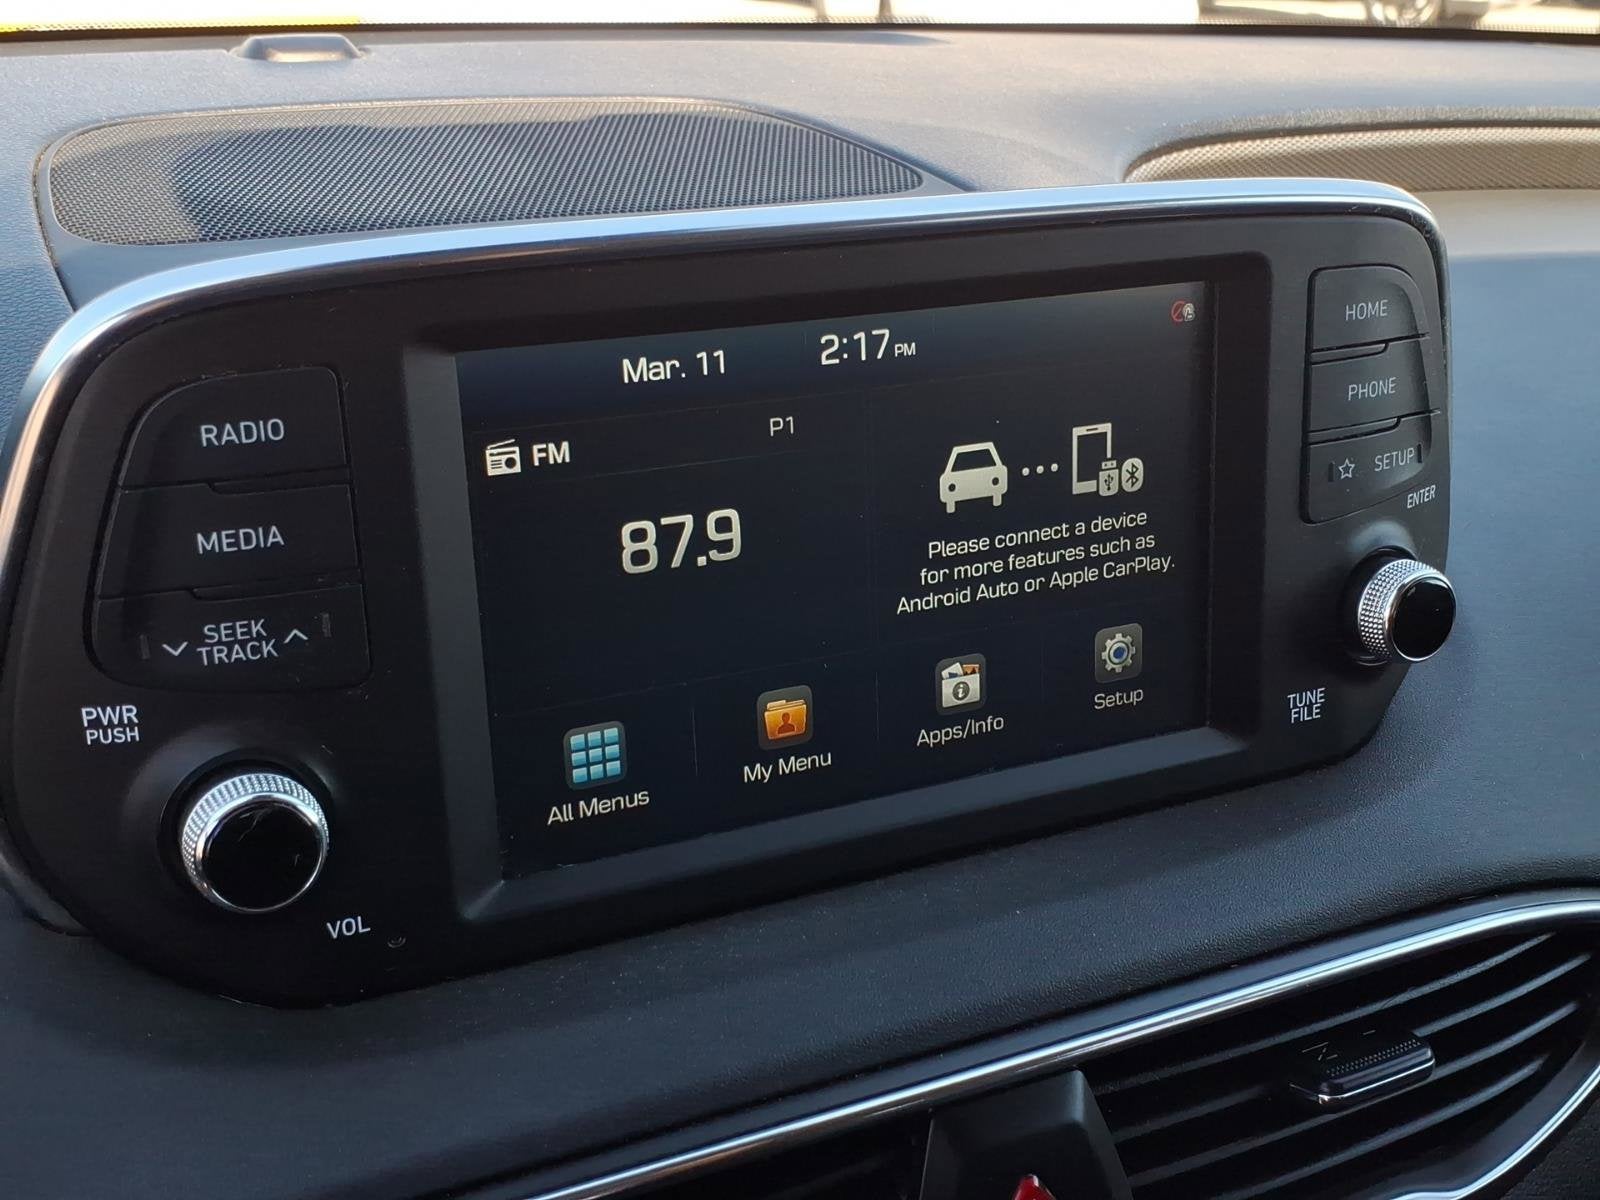 Mar. 11 2:17 PM
RADIO
MEDIA
SEEK
TRACK
PWR
PUSH
VOL
FM P1
87.9
Please connect a device
for more features such as
Android Auto or Apple CarPlay.
All Menus
My Menu
Apps/Info
Setup
HOME
PHONE
SETUP
ENTER
TUNE
FILE